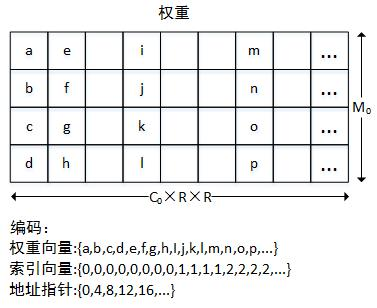 权重
a e i m ...
b f j n ...
c g k o ...
d h l p ...
M₀
C₀×R×R
编码：
权重向量:{a,b,c,d,e,f,g,h,I,j,k,l,m,n,o,p,...}
索引向量:{0,0,0,0,0,0,0,0,1,1,1,1,2,2,2,2,...}
地址指针:{0,4,8,12,16,...}